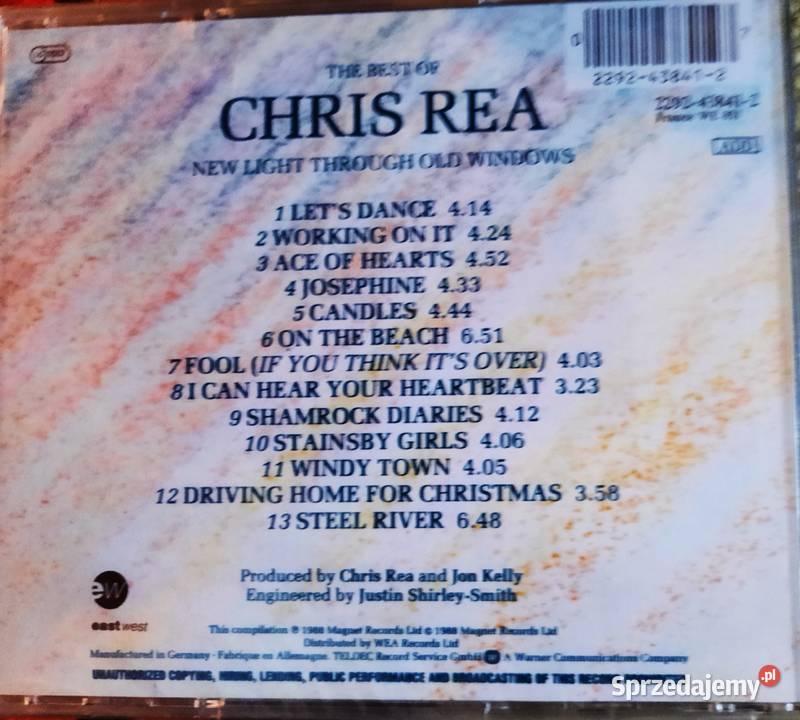 THE BEST OF
CHRIS REA
NEW LIGHT THROUGH OLD WINDOWS
2292-43841-2
2292-43841-2
France: WE
ADD
1 LET'S DANCE 4.14
2 WORKING ON IT 4.24
3 ACE OF HEARTS 4.52
4 JOSEPHINE 4.33
5 CANDLES 4.44
6 ON THE BEACH 6.51
7 FOOL (IF YOU THINK IT'S OVER) 4.03
8 I CAN HEAR YOUR HEARTBEAT 3.23
9 SHAMROCK DIARIES 4.12
10 STAINSBY GIRLS 4.06
11 WINDY TOWN 4.05
12 DRIVING HOME FOR CHRISTMAS 3.58
13 STEEL RIVER 6.48
Produced by Chris Rea and Jon Kelly
Engineered by Justin Shirley-Smith
ew
eastwest
This compilation ℗ 1988 Magnet Records Ltd © 1988 Magnet Records Ltd
Distributed by WEA Records Ltd
Manufactured in Germany · Fabriqué en Allemagne. TELDEC Record Service GmbH A Warner Communications Company
UNAUTHORIZED COPYING, HIRING, LENDING, PUBLIC PERFORMANCE AND BROADCASTING OF THIS
Sprzedajemy.pl